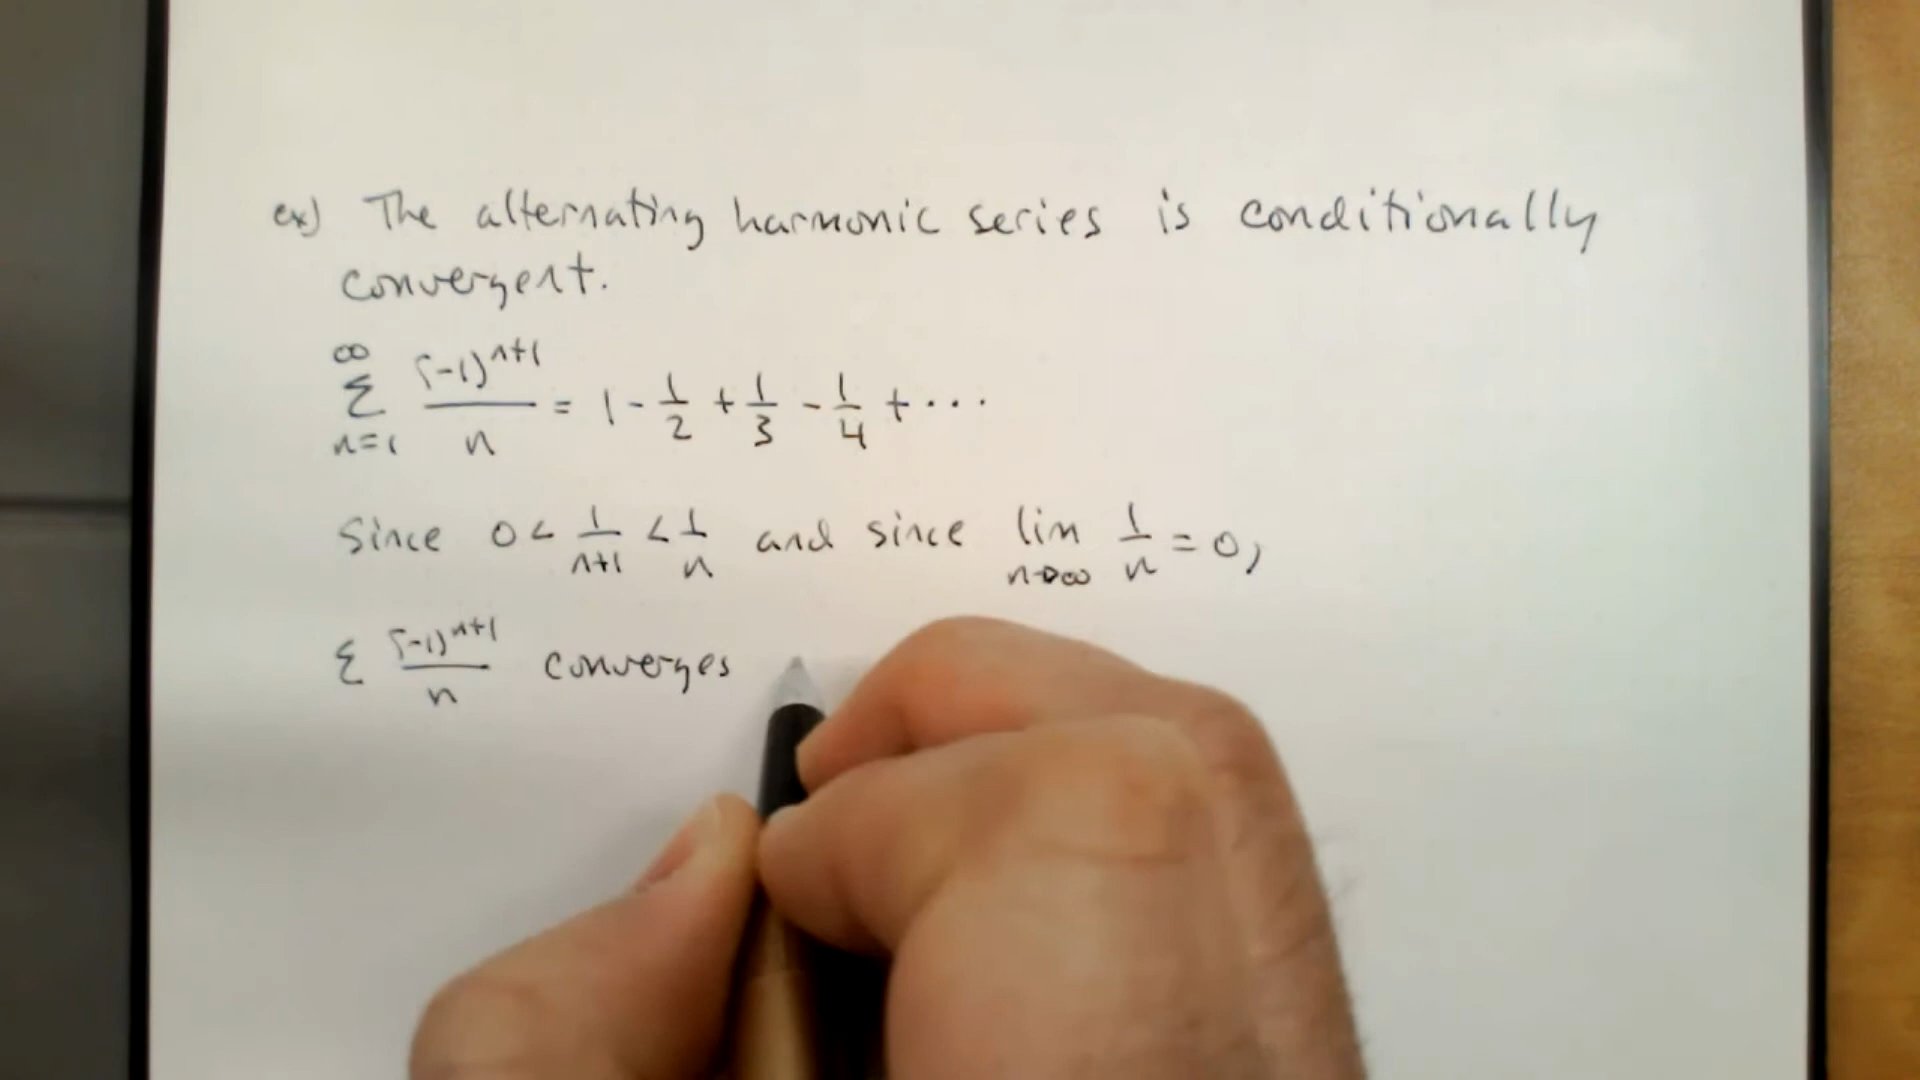 ex) The alternating harmonic series is conditionally
convergent.
∞
Σ (-1)^(n+1)/n = 1 - 1/2 + 1/3 - 1/4 + ···
n=1
Since 0 < 1/(n+1) < 1/n and since lim n→∞ 1/n = 0,
Σ (-1)^(n+1)/n converges